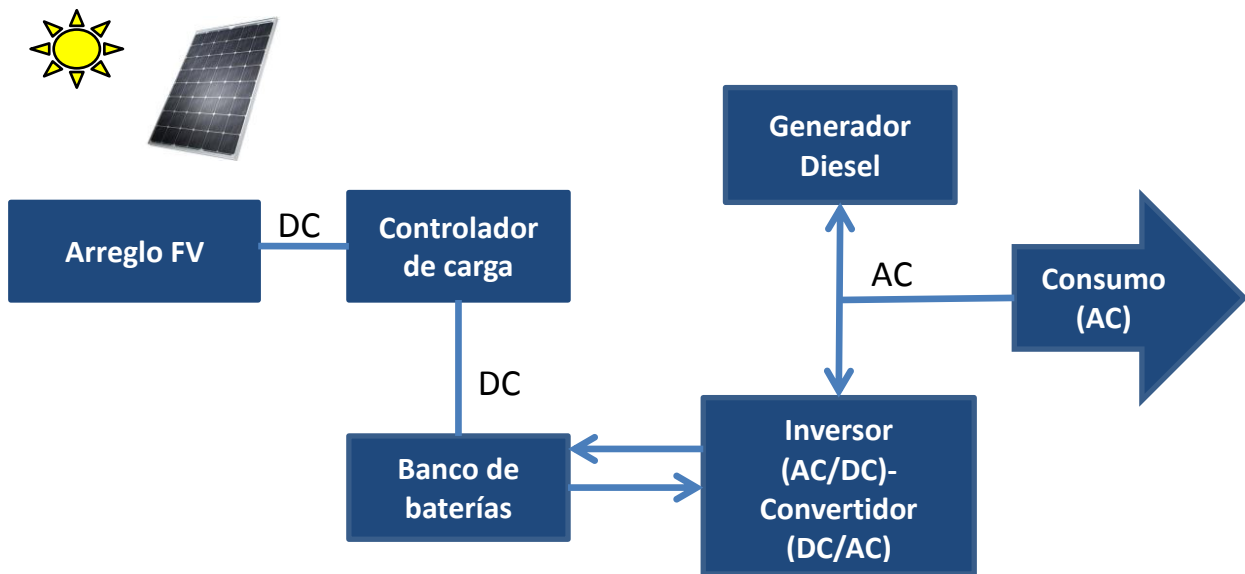 Generador
Diesel
Arreglo FV
DC
Controlador
de carga
AC
Consumo
(AC)
DC
Banco de
baterías
Inversor
(AC/DC)-
Convertidor
(DC/AC)